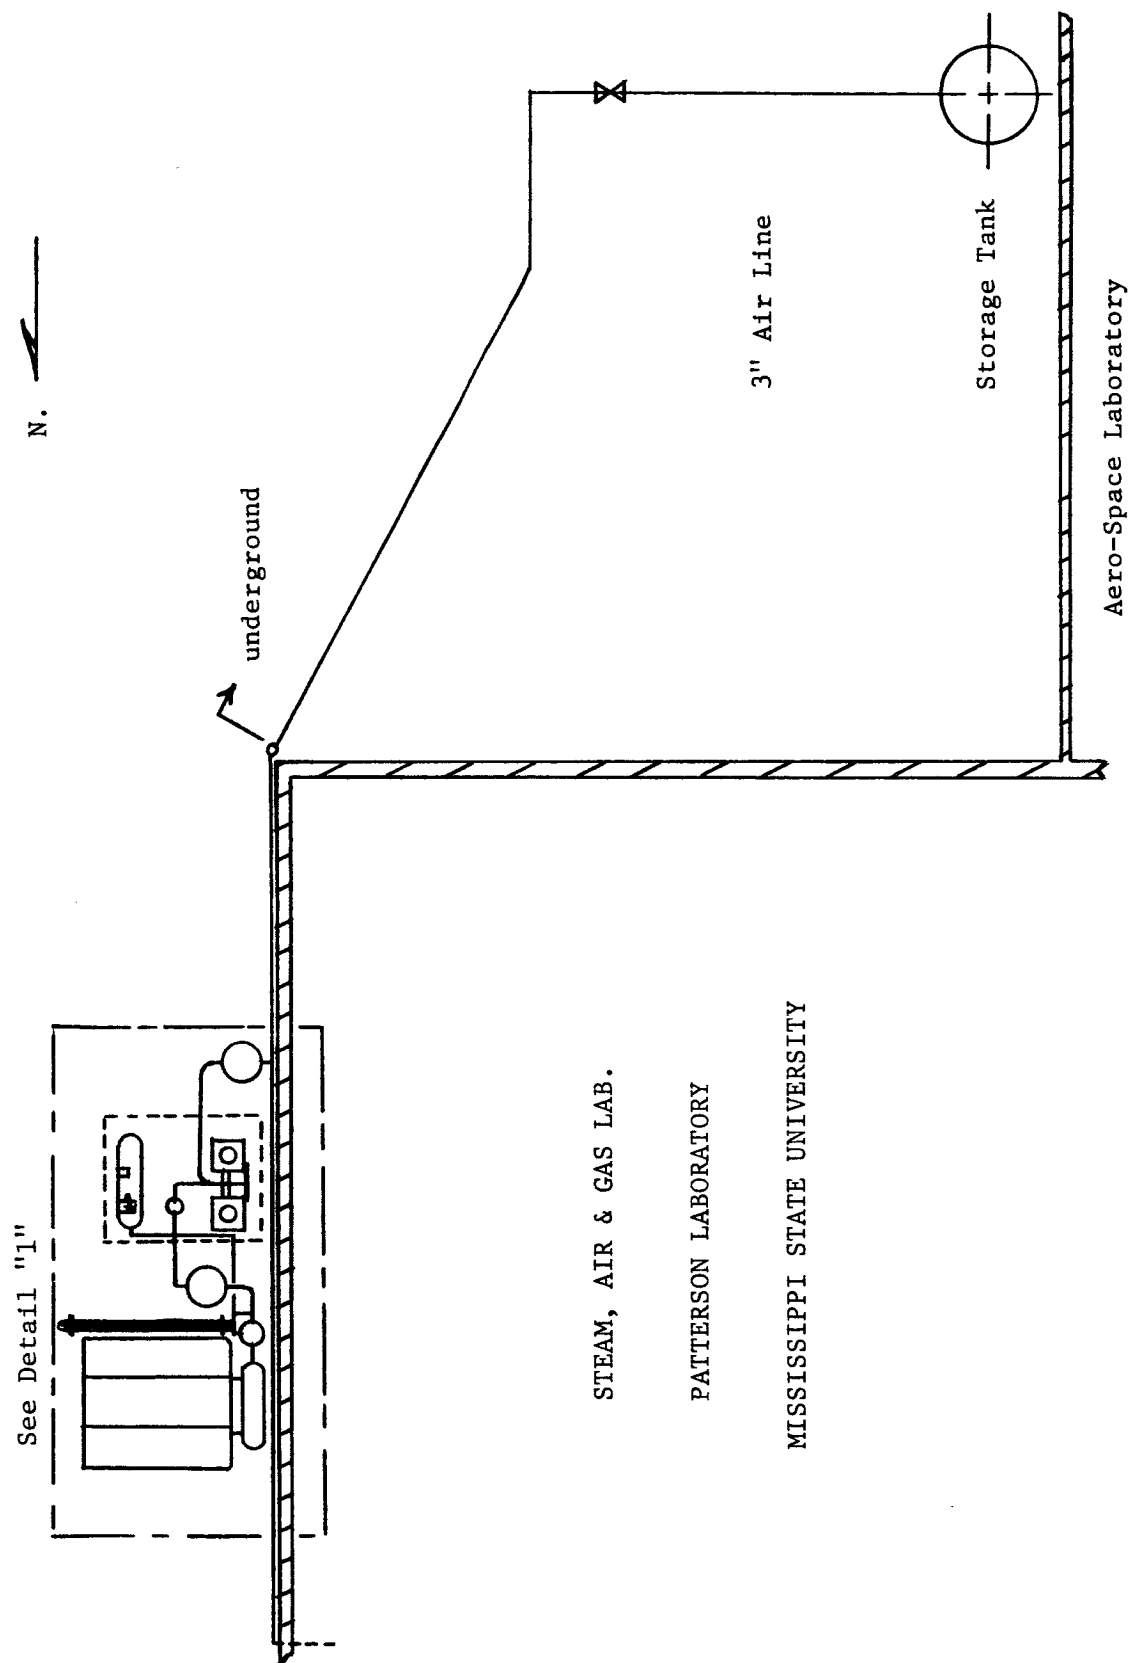 See Detail "1"
N.
underground
STEAM, AIR & GAS LAB.
PATTERSON LABORATORY
3" Air Line
MISSISSIPPI STATE UNIVERSITY
Storage Tank
Aero-Space Laboratory